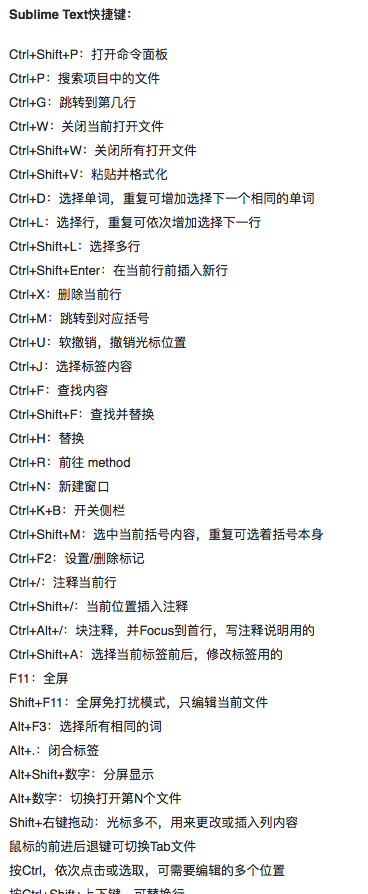 Sublime Text快捷键：
Ctrl+Shift+P：打开命令面板
Ctrl+P：搜索项目中的文件
Ctrl+G：跳转到第几行
Ctrl+W：关闭当前打开文件
Ctrl+Shift+W：关闭所有打开文件
Ctrl+Shift+V：粘贴并格式化
Ctrl+D：选择单词，重复可增加选择下一个相同的单词
Ctrl+L：选择行，重复可依次增加选择下一行
Ctrl+Shift+L：选择多行
Ctrl+Shift+Enter：在当前行前插入新行
Ctrl+X：删除当前行
Ctrl+M：跳转到对应括号
Ctrl+U：软撤销，撤销光标位置
Ctrl+J：选择标签内容
Ctrl+F：查找内容
Ctrl+Shift+F：查找并替换
Ctrl+H：替换
Ctrl+R：前往 method
Ctrl+N：新建窗口
Ctrl+K+B：开关侧栏
Ctrl+Shift+M：选中当前括号内容，重复可选着括号本身
Ctrl+F2：设置/删除标记
Ctrl+/：注释当前行
Ctrl+Shift+/：当前位置插入注释
Ctrl+Alt+/：块注释，并Focus到首行，写注释说明用的
Ctrl+Shift+A：选择当前标签前后，修改标签用的
F11：全屏
Shift+F11：全屏免打扰模式，只编辑当前文件
Alt+F3：选择所有相同的词
Alt+.：闭合标签
Alt+Shift+数字：分屏显示
Alt+数字：切换打开第N个文件
Shift+右键拖动：光标多不，用来更改或插入列内容
鼠标的前进后退键可切换Tab文件
按Ctrl，依次点击或选取，可需要编辑的多个位置
按Ctrl+Shift+上下键，可替换行